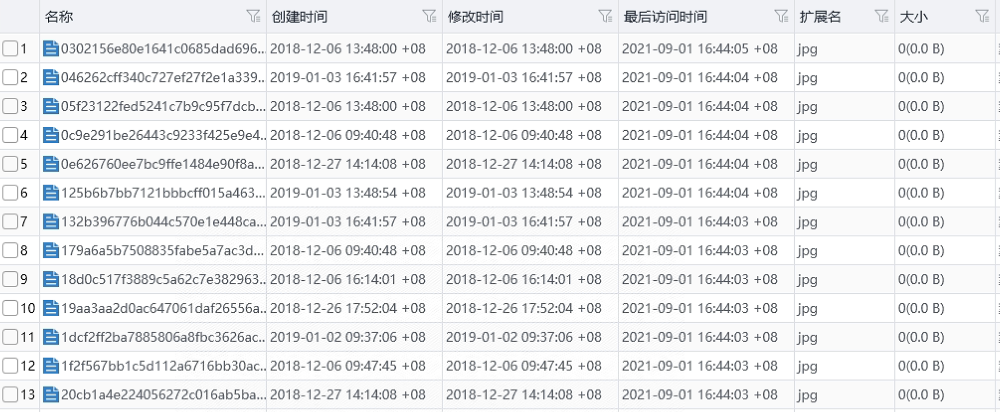 名称 创建时间 修改时间 最后访问时间 扩展名 大小
1 0302156e80e1641c0685dad696... 2018-12-06 13:48:00 +08 2018-12-06 13:48:00 +08 2021-09-01 16:44:05 +08 jpg 0(0.0 B)
2 046262cff340c727ef27f2e1a339... 2019-01-03 16:41:57 +08 2019-01-03 16:41:57 +08 2021-09-01 16:44:04 +08 jpg 0(0.0 B)
3 05f23122fed5241c7b9c95f7dcb... 2018-12-06 13:48:00 +08 2018-12-06 13:48:00 +08 2021-09-01 16:44:04 +08 jpg 0(0.0 B)
4 0c9e291be26443c9233f425e9e4.. 2018-12-06 09:40:48 +08 2018-12-06 09:40:48 +08 2021-09-01 16:44:04 +08 jpg 0(0.0 B)
5 0e626760ee7bc9ffe1484e90f8a... 2018-12-27 14:14:08 +08 2018-12-27 14:14:08 +08 2021-09-01 16:44:04 +08 jpg 0(0.0 B)
6 125b6b7bb7121bbbcff015a463... 2019-01-03 13:48:54 +08 2019-01-03 13:48:54 +08 2021-09-01 16:44:04 +08 jpg 0(0.0 B)
7 132b396776b044c570e1e448ca... 2019-01-03 16:41:57 +08 2019-01-03 16:41:57 +08 2021-09-01 16:44:03 +08 jpg 0(0.0 B)
8 179a6a5b7508835fabe5a7ac3d... 2018-12-06 09:40:48 +08 2018-12-06 09:40:48 +08 2021-09-01 16:44:03 +08 jpg 0(0.0 B)
9 18d0c517f3889c5a62c7e382963.. 2018-12-06 16:14:01 +08 2018-12-06 16:14:01 +08 2021-09-01 16:44:03 +08 jpg 0(0.0 B)
10 19aa3aa2d0ac647061daf26556a.. 2018-12-26 17:52:04 +08 2018-12-26 17:52:04 +08 2021-09-01 16:44:03 +08 jpg 0(0.0 B)
11 1dcf2ff2ba7885806a8fbc3626ac.. 2019-01-02 09:37:06 +08 2019-01-02 09:37:06 +08 2021-09-01 16:44:03 +08 jpg 0(0.0 B)
12 1f2f567bb1c5d112a6716bb30ac.. 2018-12-06 09:47:45 +08 2018-12-06 09:47:45 +08 2021-09-01 16:44:03 +08 jpg 0(0.0 B)
13 20cb1a4e224056272c016ab5ba... 2018-12-27 14:14:08 +08 2018-12-27 14:14:08 +08 2021-09-01 16:44:03 +08 jpg 0(0.0 B)